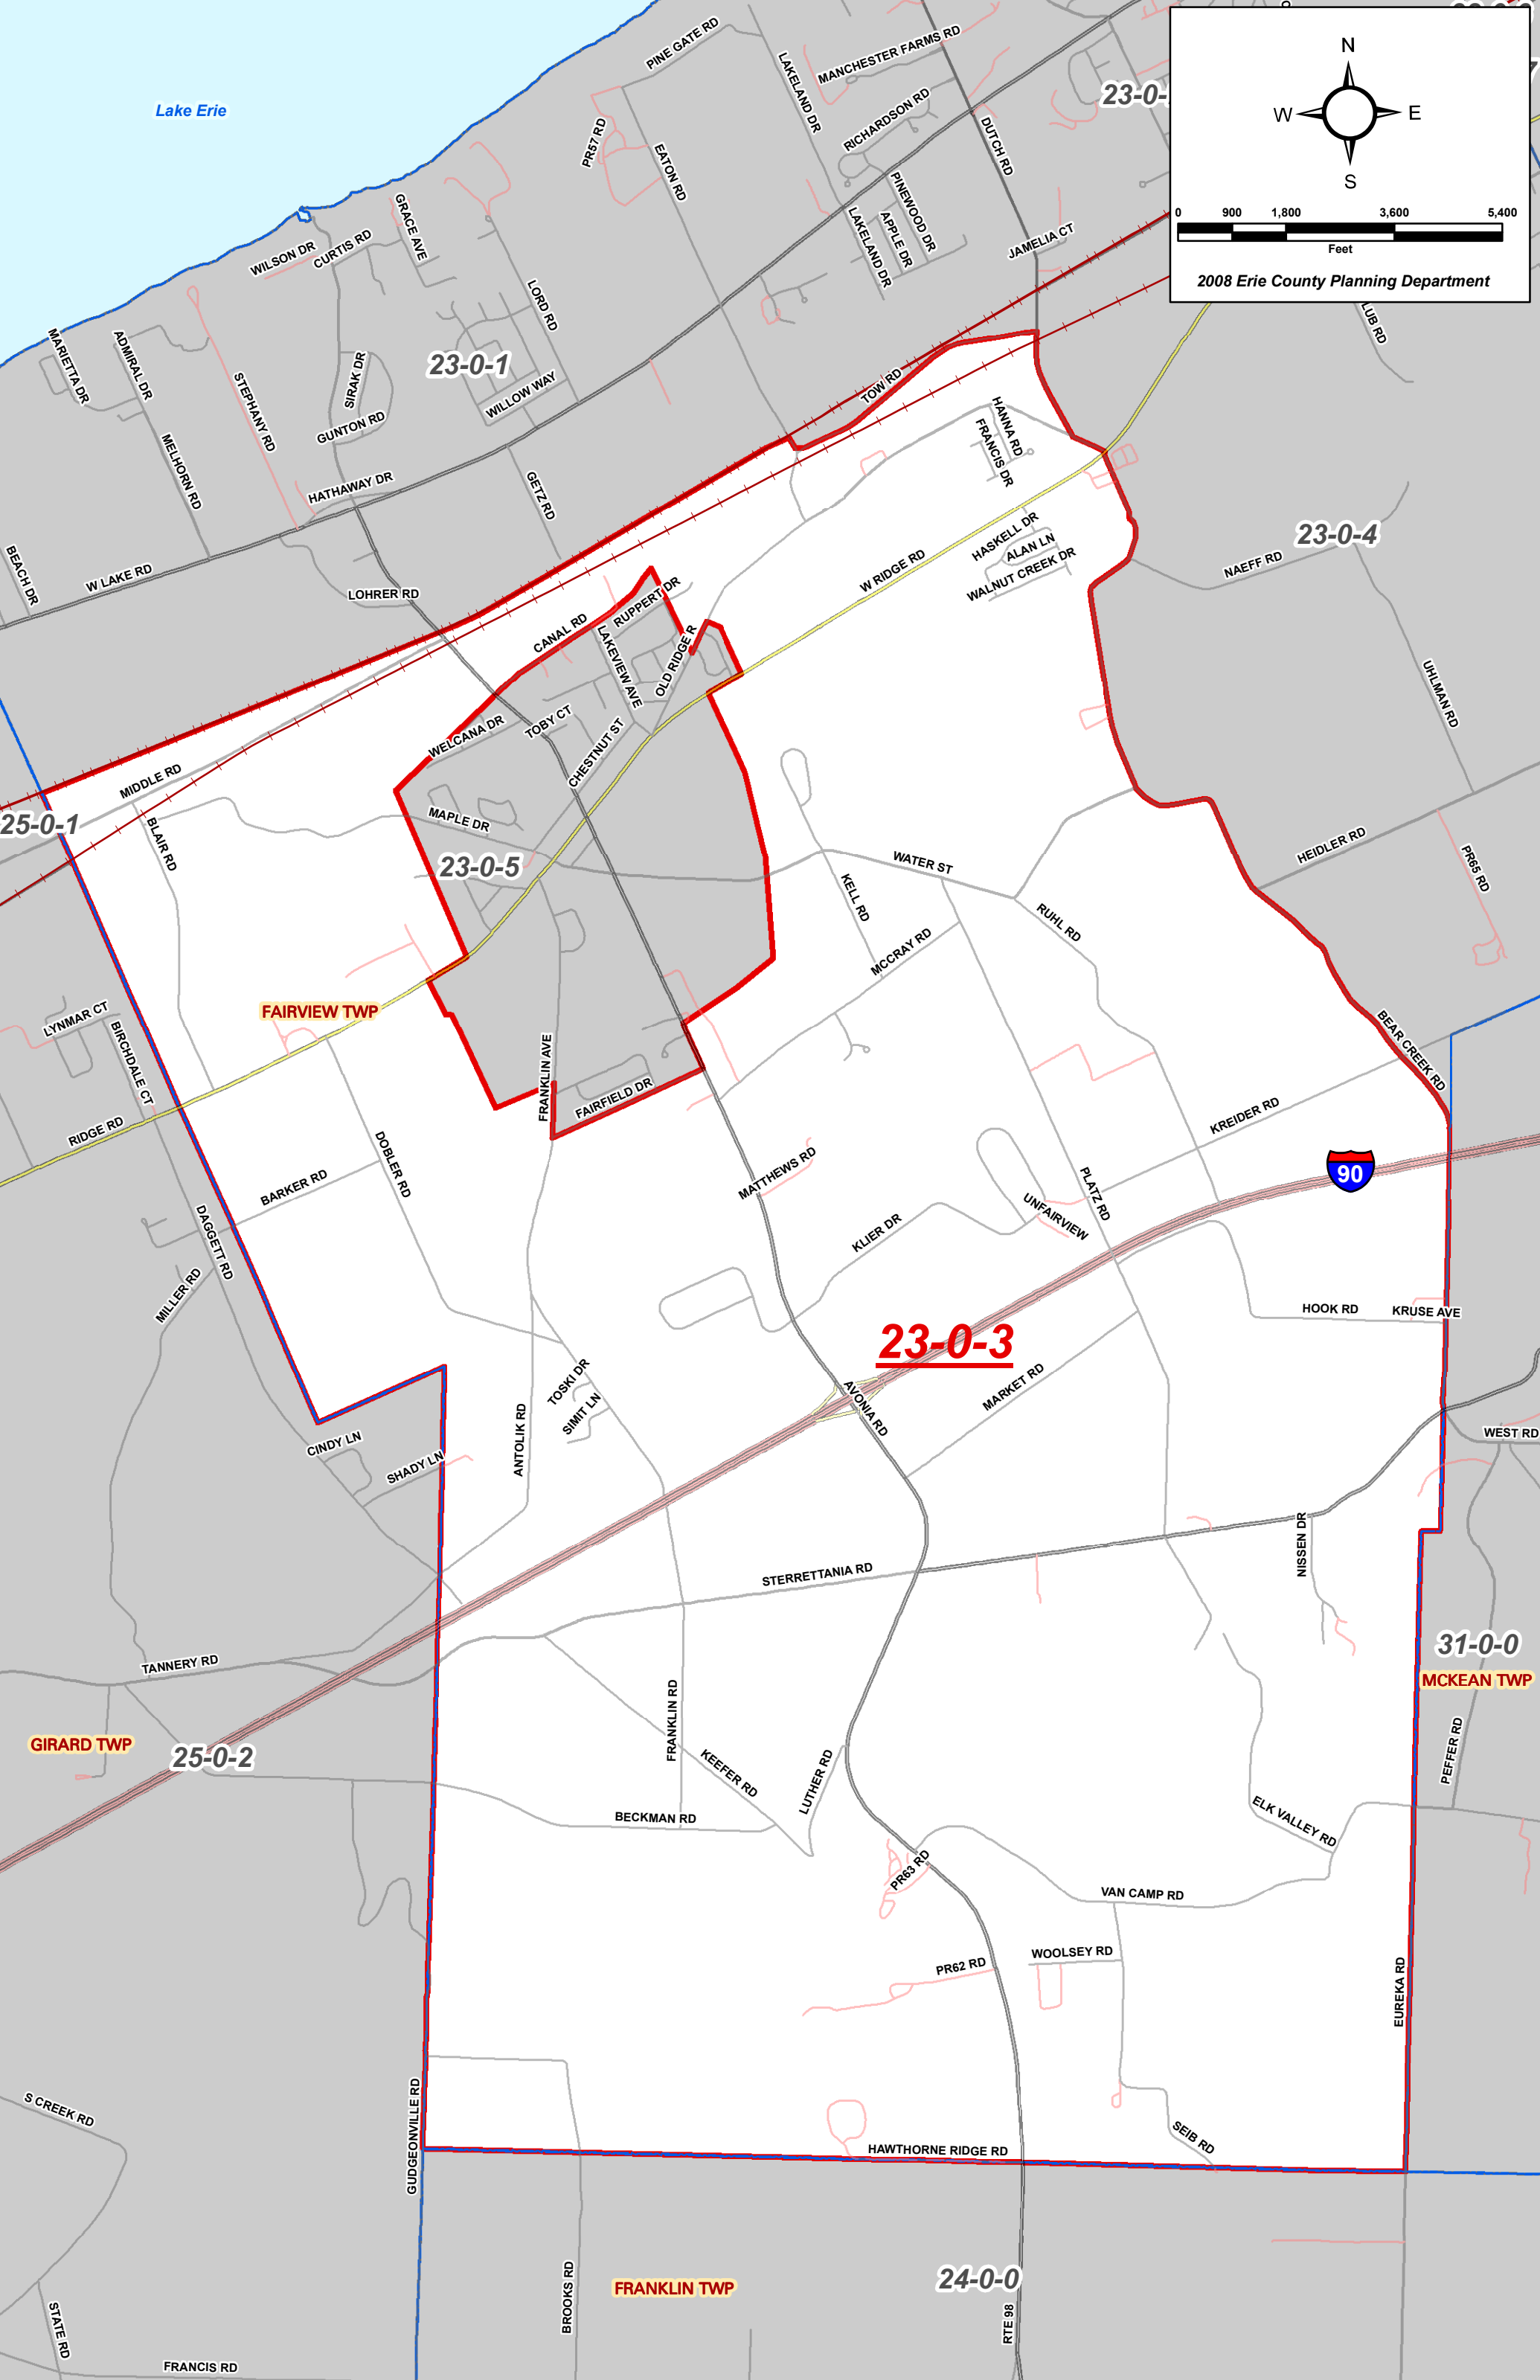 Lake Erie
PINE GATE RD
LAKELAND DR
MANCHESTER FARMS RD
RICHARDSON RD
PR57 RD
EATON RD
DUTCH RD
PINEWOOD DR
APPLE DR
LAKELAND DR
JAMELIA CT
23-0-
N
W
E
S
0 900 1,800 3,600 5,400
Feet
2008 Erie County Planning Department
LUB RD
GRACE AVE
WILSON DR
CURTIS RD
LORD RD
MARIETTA DR
ADMIRAL DR
STEPHANY RD
SIRAK DR
23-0-1
WILLOW WAY
GUNTON RD
TOW RD
MELHORN RD
HATHAWAY DR
GETZ RD
HANNA RD
FRANCIS DR
BEACH DR
W LAKE RD
LOHRER RD
W RIDGE RD
HASKELL DR
ALAN LN
WALNUT CREEK DR
23-0-4
NAEFF RD
CANAL RD
RUPPERT DR
LAKEVIEW AVE
OLD RIDGE R
UHLMAN RD
WELCANA DR
TOBY CT
CHESTNUT ST
MIDDLE RD
25-0-1
BLAIR RD
MAPLE DR
23-0-5
WATER ST
KELL RD
HEIDLER RD
PR65 RD
RUHL RD
MCCRAY RD
LYNMAR CT
BIRCHDALE CT
FAIRVIEW TWP
BEAR CREEK RD
FRANKLIN AVE
FAIRFIELD DR
RIDGE RD
KREIDER RD
DOBLER RD
BARKER RD
MATTHEWS RD
PLATZ RD
90
DAGGETT RD
UNFAIRVIEW
KLIER DR
MILLER RD
HOOK RD
KRUSE AVE
23-0-3
TOSKI DR
SIMIT LN
AVONIA RD
MARKET RD
ANTOLIK RD
CINDY LN
SHADY LN
WEST RD
NISSEN DR
STERRETTANIA RD
31-0-0
MCKEAN TWP
TANNERY RD
GIRARD TWP
25-0-2
FRANKLIN RD
KEEFER RD
LUTHER RD
PEFFER RD
BECKMAN RD
ELK VALLEY RD
PR63 RD
VAN CAMP RD
WOOLSEY RD
PR62 RD
EUREKA RD
GUDGEONVILLE RD
S CREEK RD
HAWTHORNE RIDGE RD
SEIB RD
24-0-0
FRANKLIN TWP
BROOKS RD
RTE 98
STATE RD
FRANCIS RD